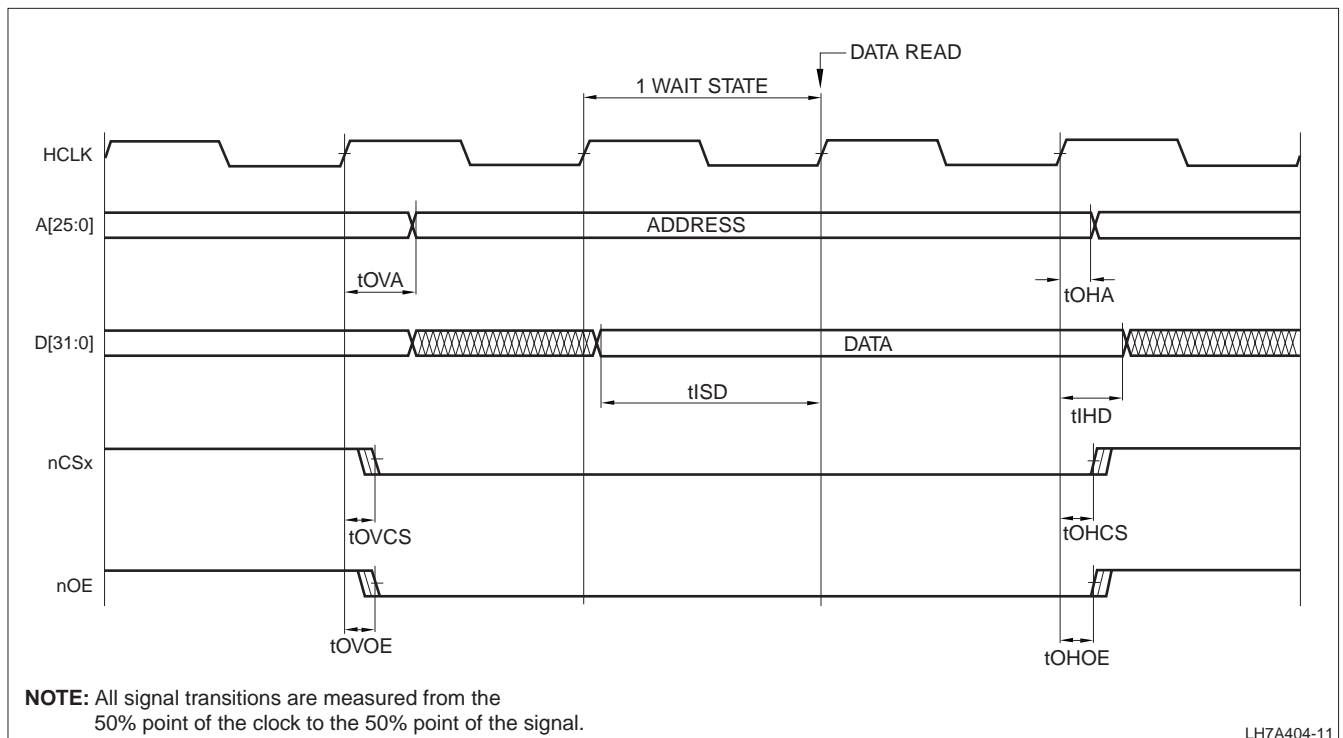 DATA READ
1 WAIT STATE
HCLK
A[25:0]
ADDRESS
tOVA
tOHA
D[31:0]
DATA
tISD
tIHD
nCSx
tOVCS
tOHCS
nOE
tOVOE
tOHOE
NOTE: All signal transitions are measured from the
50% point of the clock to the 50% point of the signal.
LH7A404-11